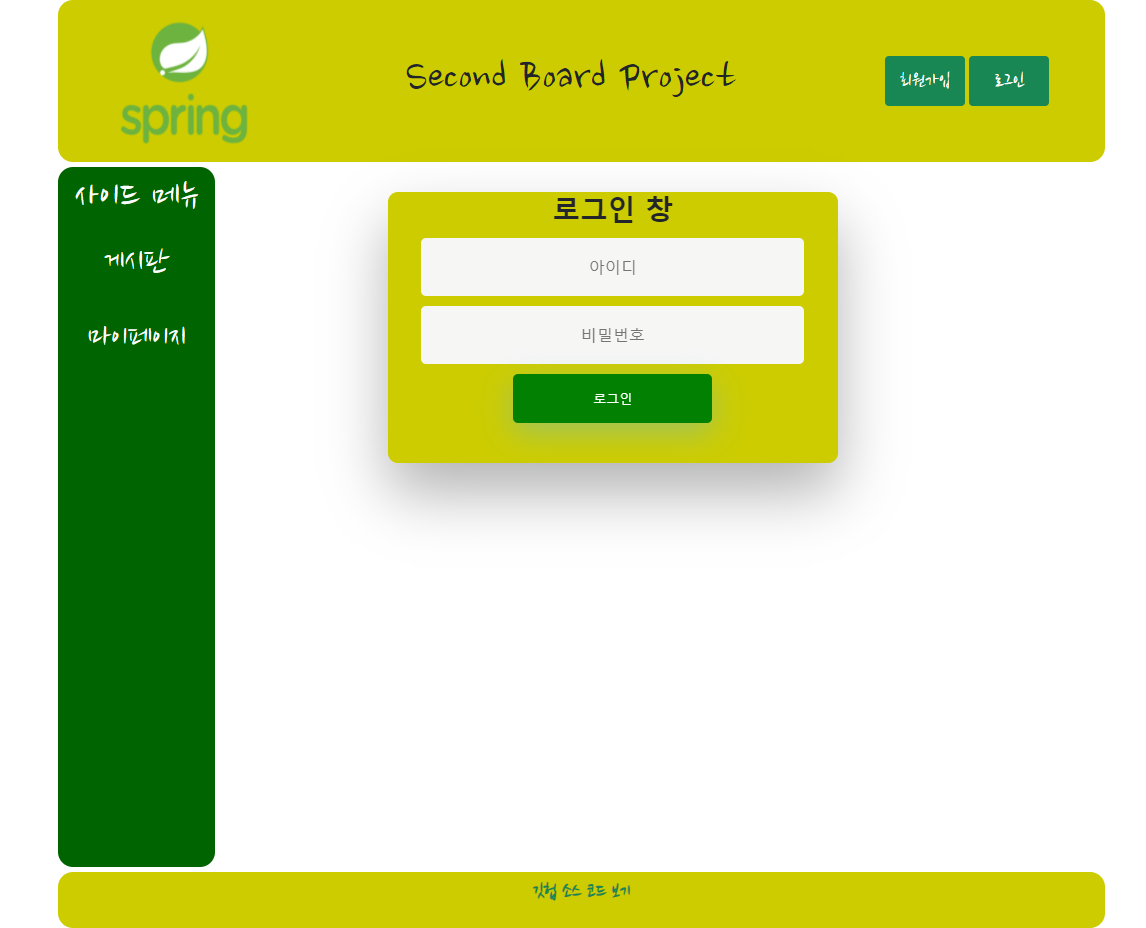 spring
Second Board Project
회원가입
로그인
사이드 메뉴
게시판
마이페이지
로그인 창
아이디
비밀번호
로그인
깃헙 소스 코드 보기